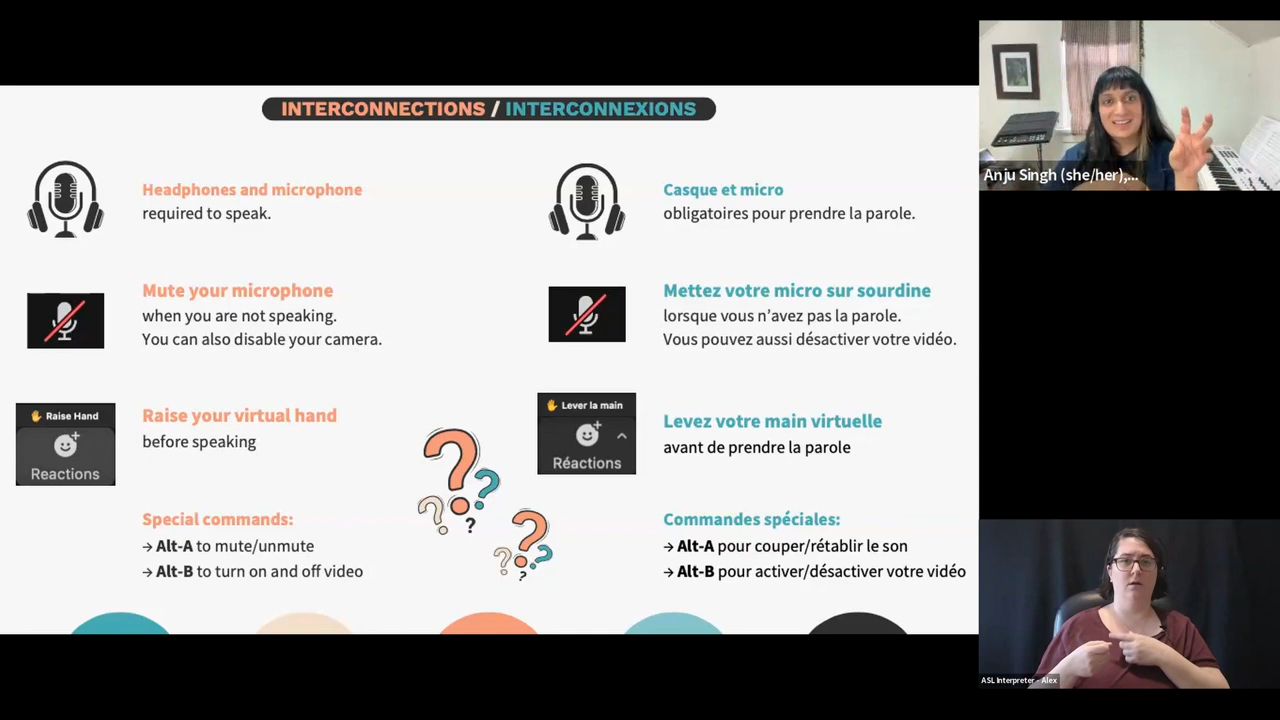 INTERCONNECTIONS / INTERCONNEXIONS
Headphones and microphone
required to speak.
Mute your microphone
when you are not speaking.
You can also disable your camera.
Raise Hand
Reactions
Raise your virtual hand
before speaking
Special commands:
→ Alt-A to mute/unmute
→ Alt-B to turn on and off video
Casque et micro
obligatoires pour prendre la parole.
Mettez votre micro sur sourdine
lorsque vous n’avez pas la parole.
Vous pouvez aussi désactiver votre vidéo.
Lever la main
Réactions
Levez votre main virtuelle
avant de prendre la parole
Commandes spéciales:
→ Alt-A pour couper/rétablir le son
→ Alt-B pour activer/désactiver votre vidéo
Anju Singh (she/her),...
ASL Interpreter - Alex